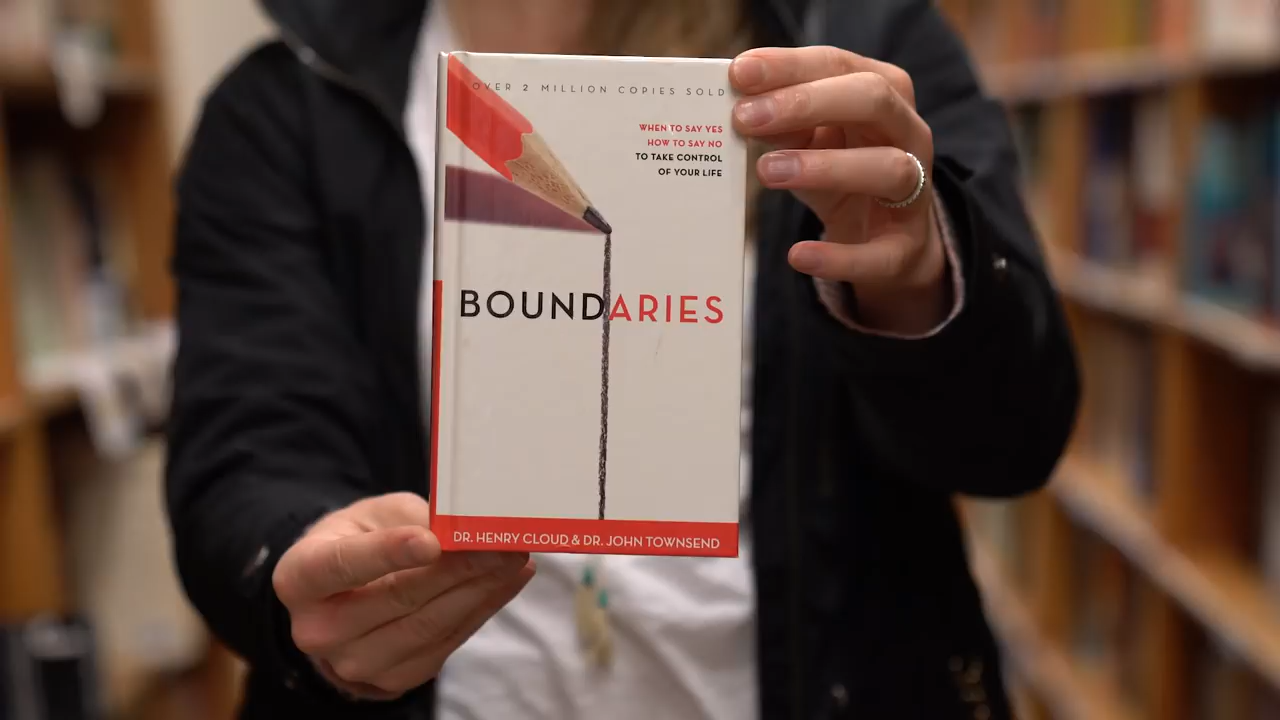 OVER 2 MILLION COPIES SOLD
WHEN TO SAY YES
HOW TO SAY NO
TO TAKE CONTROL
OF YOUR LIFE
BOUNDARIES
DR. HENRY CLOUD & DR. JOHN TOWNSEND